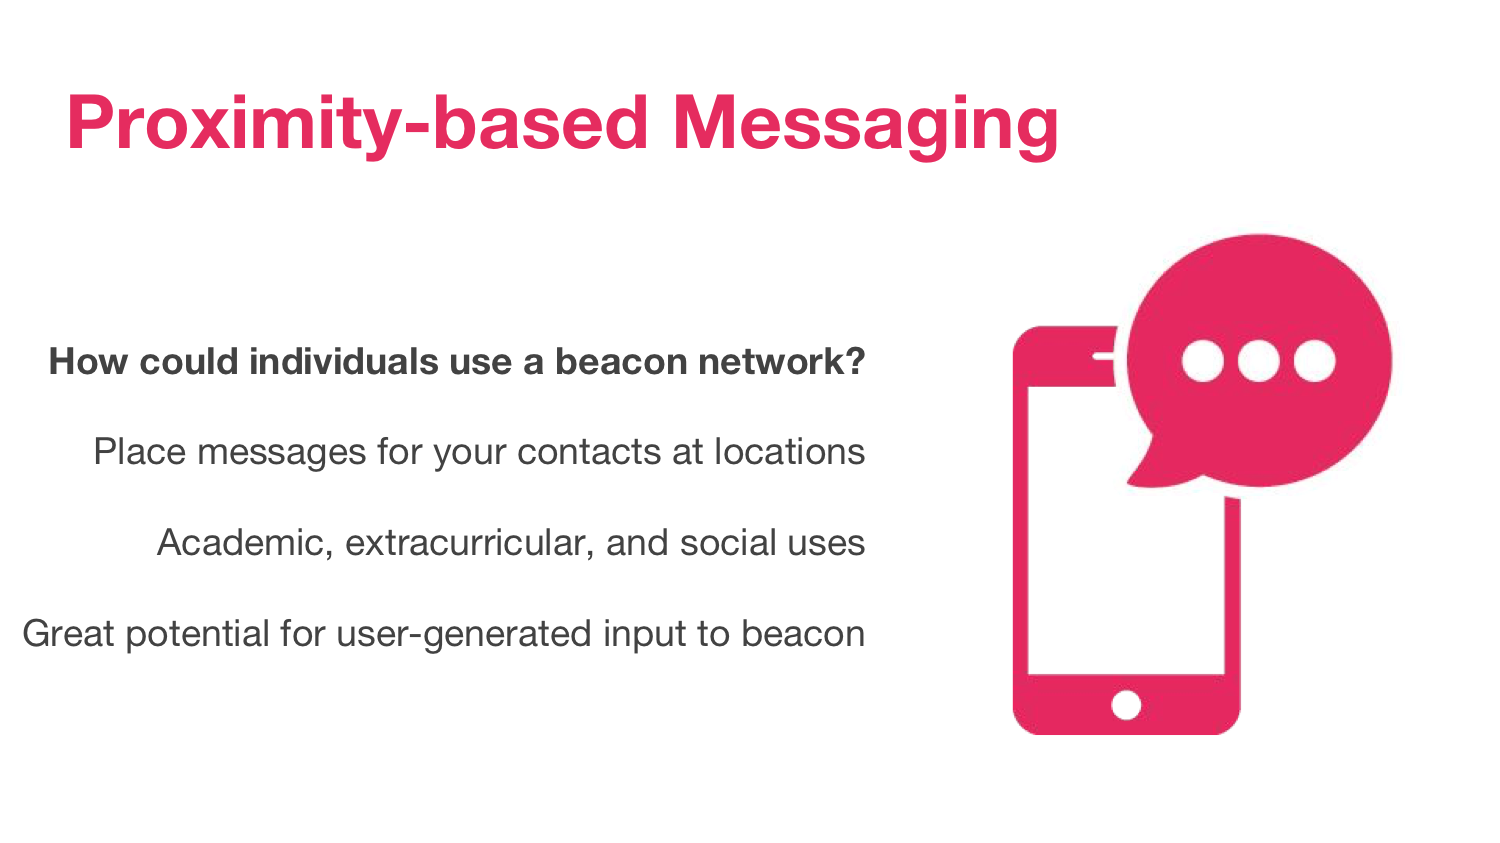 Proximity-based Messaging
How could individuals use a beacon network?
Place messages for your contacts at locations
Academic, extracurricular, and social uses
Great potential for user-generated input to beacon